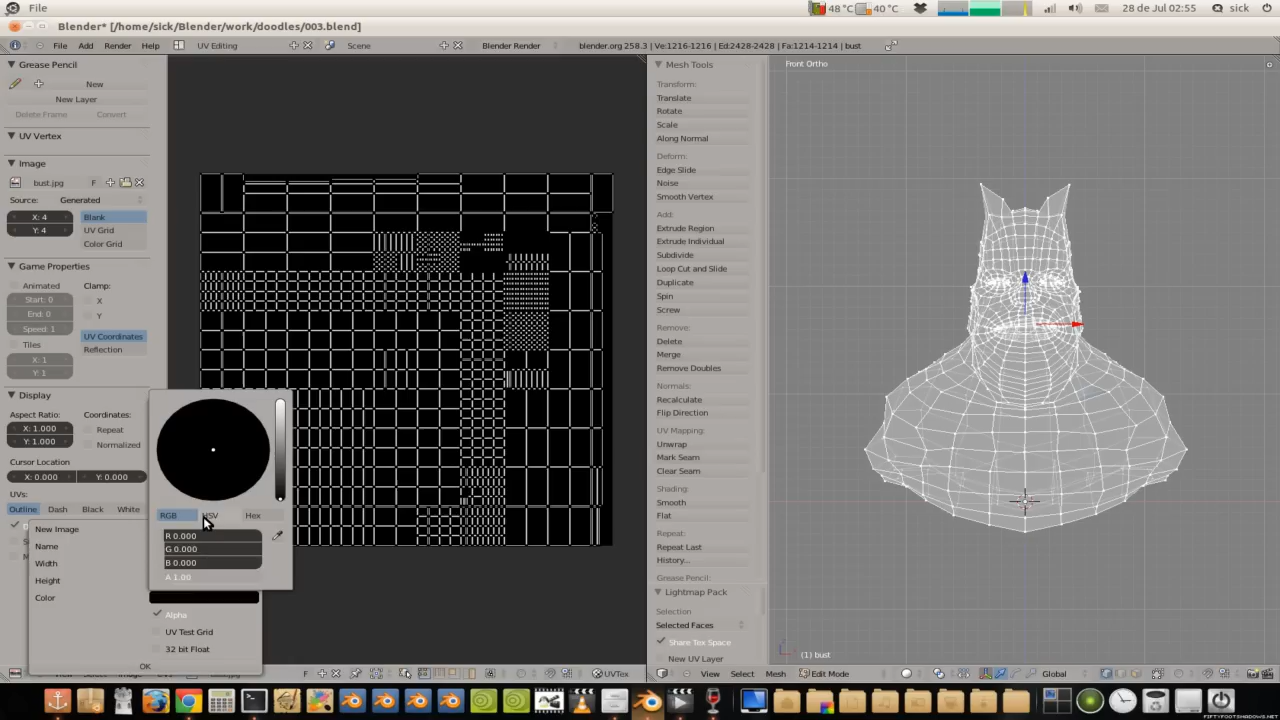 File
48 °C 40 °C
28 de Jul 02:55
sick
Blender* [/home/sick/Blender/work/doodles/003.blend]
File Add Render Help
UV Editing
Scene
Blender Render
blender.org 258.3 | Ve:1216-1216 | Ed:2428-2428 | Fa:1214-1214 | bust
Grease Pencil
New
New Layer
Delete Frame Convert
UV Vertex
Image
bust.jpg F
Source: Generated
X: 4
Y: 4
Blank
UV Grid
Color Grid
Game Properties
Animated
Clamp:
Start: 0
End: 0
Speed: 1
X
Y
Tiles
X: 1
Y: 1
UV Coordinates
Reflection
Display
Aspect Ratio:
Coordinates:
X: 1.000
Y: 1.000
Repeat
Normalized
Cursor Location
X: 0.000 Y: 0.000
UVs:
Outline Dash Black White
New Image
Name
Width
Height
Color
RGB HSV Hex
R 0.000
G 0.000
B 0.000
A 1.00
Alpha
UV Test Grid
32 bit Float
OK
F
UVTex
Mesh Tools
Transform:
Translate
Rotate
Scale
Along Normal
Deform:
Edge Slide
Noise
Smooth Vertex
Add:
Extrude Region
Extrude Individual
Subdivide
Loop Cut and Slide
Duplicate
Spin
Screw
Remove:
Delete
Merge
Remove Doubles
Normals:
Recalculate
Flip Direction
UV Mapping:
Unwrap
Mark Seam
Clear Seam
Shading:
Smooth
Flat
Repeat:
Repeat Last
History...
Grease Pencil:
Lightmap Pack
Selection
Selected Faces
Share Tex Space
New UV Layer
Front Ortho
(1) bust
View Select Mesh
Edit Mode
Global
FIFTYFOOTSHADOWS.NET